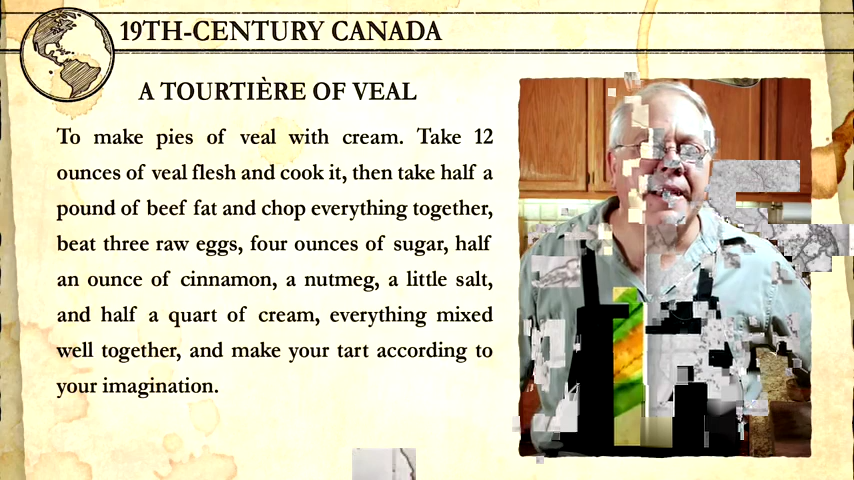 19TH-CENTURY CANADA
A TOURTIÈRE OF VEAL
To make pies of veal with cream. Take 12
ounces of veal flesh and cook it, then take half a
pound of beef fat and chop everything together,
beat three raw eggs, four ounces of sugar, half
an ounce of cinnamon, a nutmeg, a little salt,
and half a quart of cream, everything mixed
well together, and make your tart according to
your imagination.